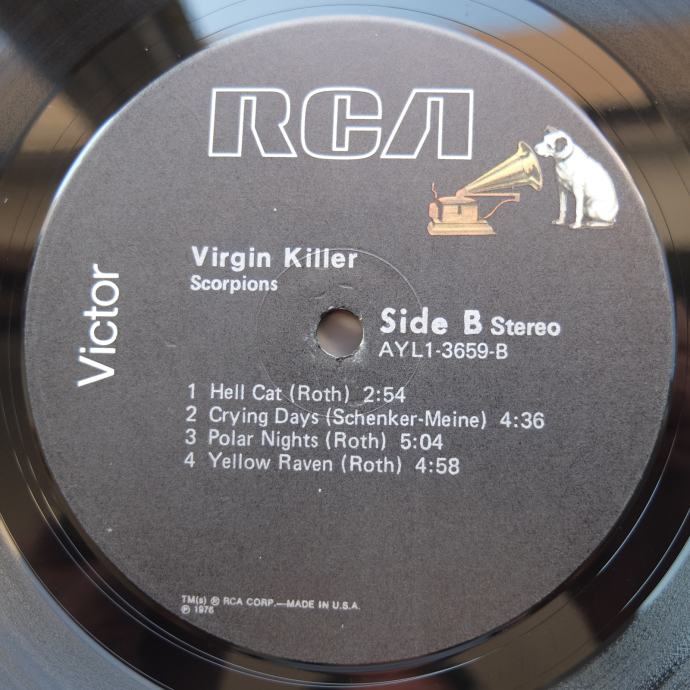 RCA
Victor
Virgin Killer
Scorpions
Side B Stereo
AYL1-3659-B
1 Hell Cat (Roth) 2:54
2 Crying Days (Schenker-Meine) 4:36
3 Polar Nights (Roth) 5:04
4 Yellow Raven (Roth) 4:58
TM(s) ® RCA CORP.—MADE IN U.S.A.
℗ 1976